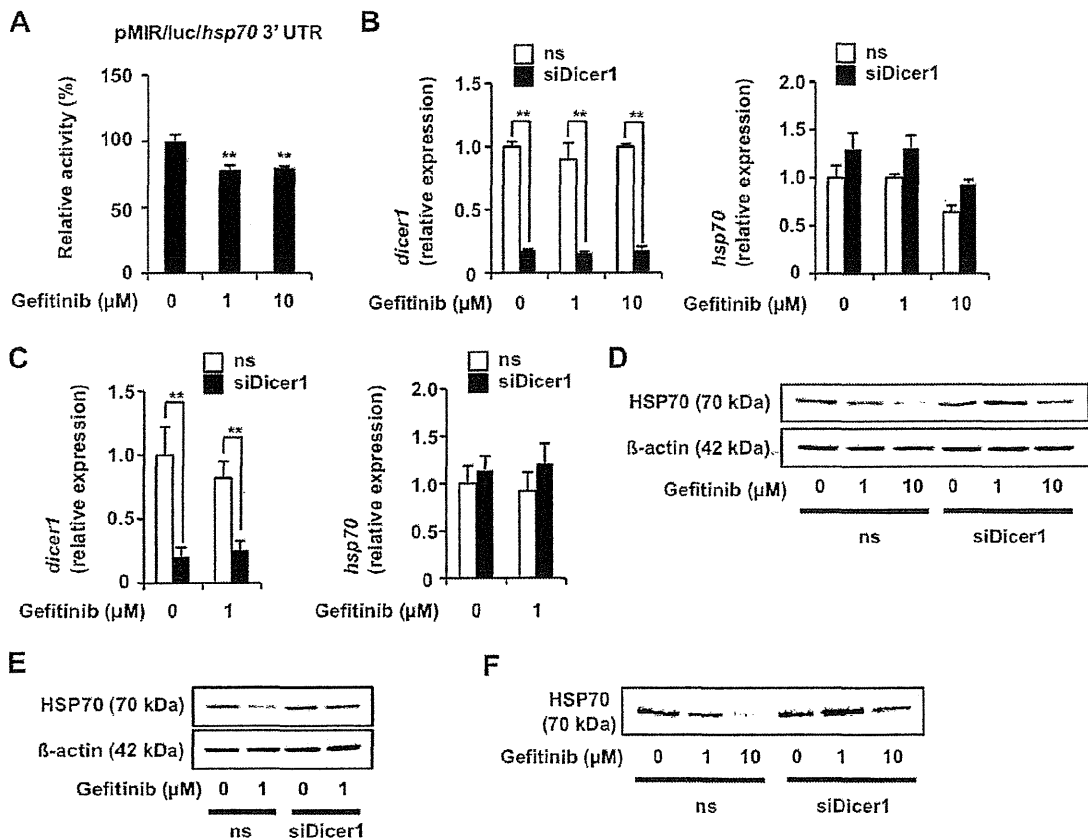 A
pMIR/luc/hsp70 3' UTR
Relative activity (%)
150
100
50
0
Gefitinib (µM) 0 1 10
** **
B
ns
siDicer1
dicer1
(relative expression)
1.5
1.0
0.5
0
** ** **
Gefitinib (µM) 0 1 10
ns
siDicer1
hsp70
(relative expression)
2.0
1.5
1.0
0.5
0
0 1 10
C
ns
siDicer1
dicer1
(relative expression)
1.5
1.0
0.5
0
** **
Gefitinib (µM) 0 1
ns
siDicer1
hsp70
(relative expression)
2.0
1.5
1.0
0.5
0
Gefitinib (µM) 0 1
D
HSP70 (70 kDa)
ß-actin (42 kDa)
Gefitinib (µM) 0 1 10 0 1 10
ns siDicer1
E
HSP70 (70 kDa)
ß-actin (42 kDa)
Gefitinib (µM) 0 1 0 1
ns siDicer1
F
HSP70
(70 kDa)
Gefitinib (µM) 0 1 10 0 1 10
ns siDicer1